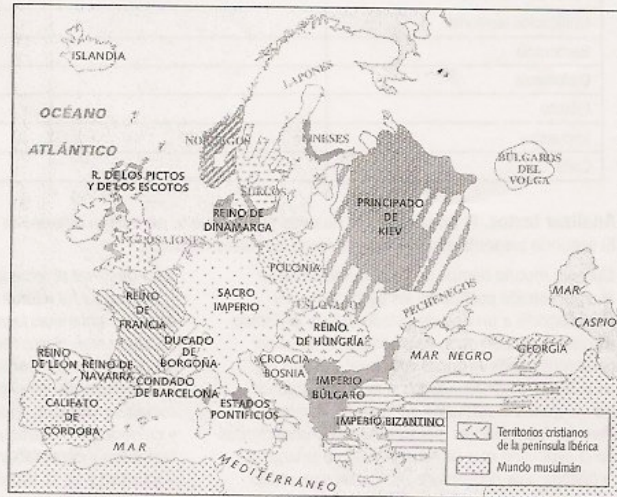 ISLANDIA
LAPONES
OCÉANO
ATLÁNTICO
NORUEGOS
FINESES
BÚLGAROS
DEL
VOLGA
R. DE LOS PICTOS
Y DE LOS ESCOTOS
SUECOS
REINO DE
DINAMARCA
PRINCIPADO
DE
KIEV
ANGLOSAJONES
POLONIA
SACRO
IMPERIO
ESLOVACOS
PECHENEGOS
MAR
CASPIO
REINO
DE
FRANCIA
REINO
DE HUNGRÍA
DUCADO
DE
BORGOÑA
MAR NEGRO
GEORGIA
CROACIA
BOSNIA
REINO
DE LEÓN
REINO DE
NAVARRA
CONDADO
DE BARCELONA
ESTADOS
PONTIFICIOS
IMPERIO
BÚLGARO
CALIFATO
DE
CÓRDOBA
IMPERIO BIZANTINO
MAR
MEDITERRÁNEO
Territorios cristianos
de la península Ibérica
Mundo musulmán